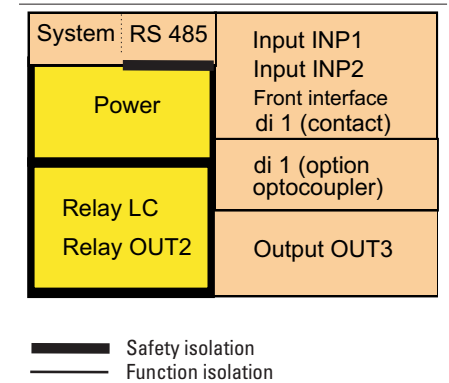 System RS 485
Power
Relay LC
Relay OUT2
Input INP1
Input INP2
Front interface
di 1 (contact)
di 1 (option
optocoupler)
Output OUT3
Safety isolation
Function isolation